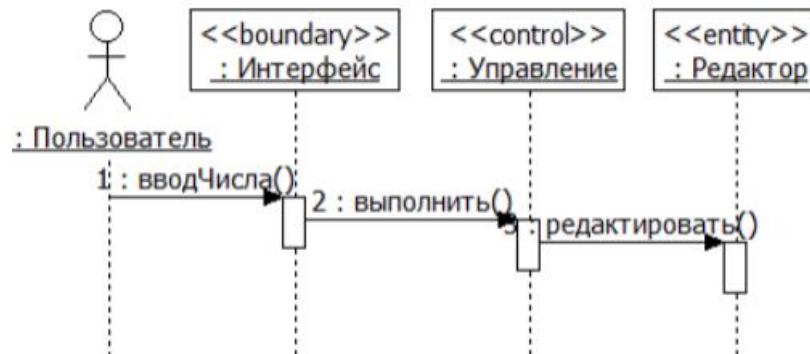 <<boundary>>
: Интерфейс
<<control>>
: Управление
<<entity>>
: Редактор
: Пользователь
1 : вводЧисла()
2 : выполнить()
3 : редактировать()